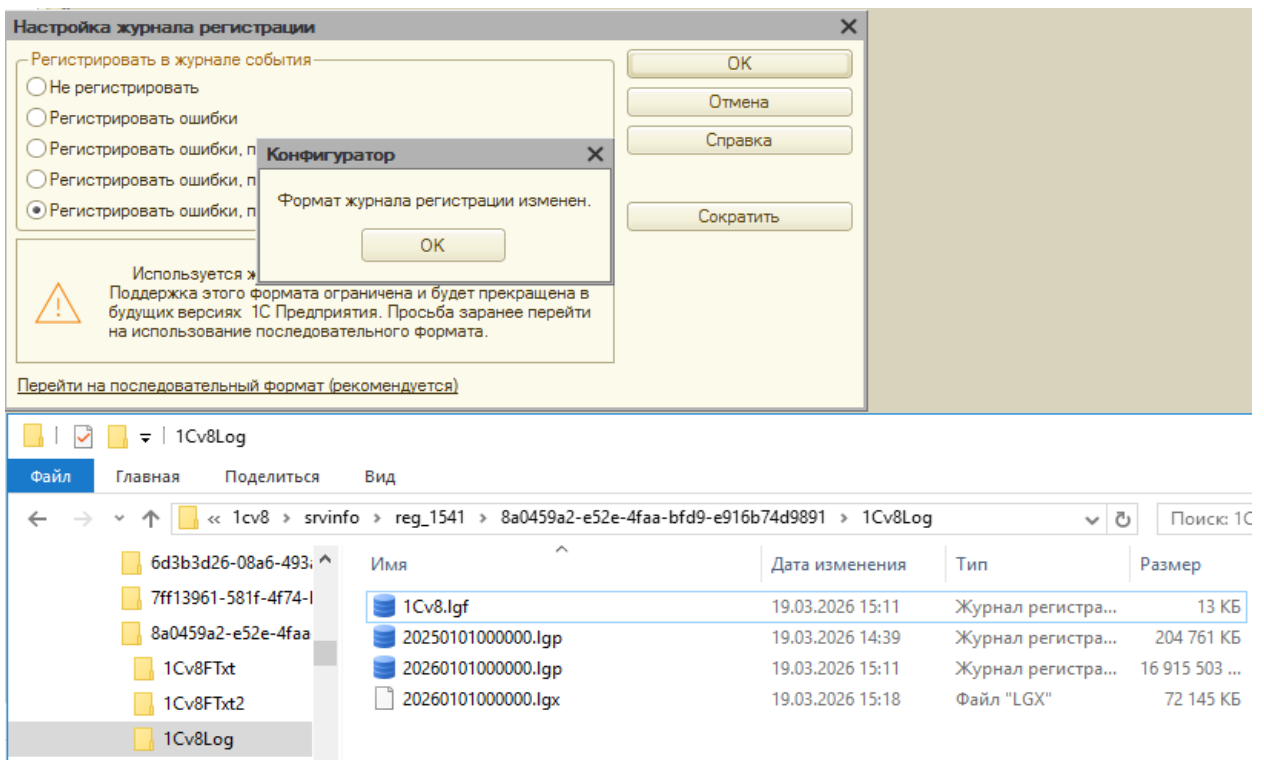 Настройка журнала регистрации
Регистрировать в журнале события
Не регистрировать
Регистрировать ошибки
Регистрировать ошибки, п
Регистрировать ошибки, п
Регистрировать ошибки, п
OK
Отмена
Справка
Сократить
Конфигуратор
Формат журнала регистрации изменен.
OK
Используется ж
Поддержка этого формата ограничена и будет прекращена в
будущих версиях 1С Предприятия. Просьба заранее перейти
на использование последовательного формата.
Перейти на последовательный формат (рекомендуется)
1Cv8Log
Файл Главная Поделиться Вид
« 1cv8 > srvinfo > reg_1541 > 8a0459a2-e52e-4faa-bfd9-e916b74d9891 > 1Cv8Log
Поиск: 1C
6d3b3d26-08a6-493
7ff13961-581f-4f74-
8a0459a2-e52e-4faa
1Cv8FTxt
1Cv8FTxt2
1Cv8Log
Имя Дата изменения Тип Размер
1Cv8.lgf 19.03.2026 15:11 Журнал регистра... 13 КБ
20250101000000.lgp 19.03.2026 14:39 Журнал регистра... 204 761 КБ
20260101000000.lgp 19.03.2026 15:11 Журнал регистра... 16 915 503 ...
20260101000000.lgx 19.03.2026 15:18 Файл "LGX" 72 145 КБ